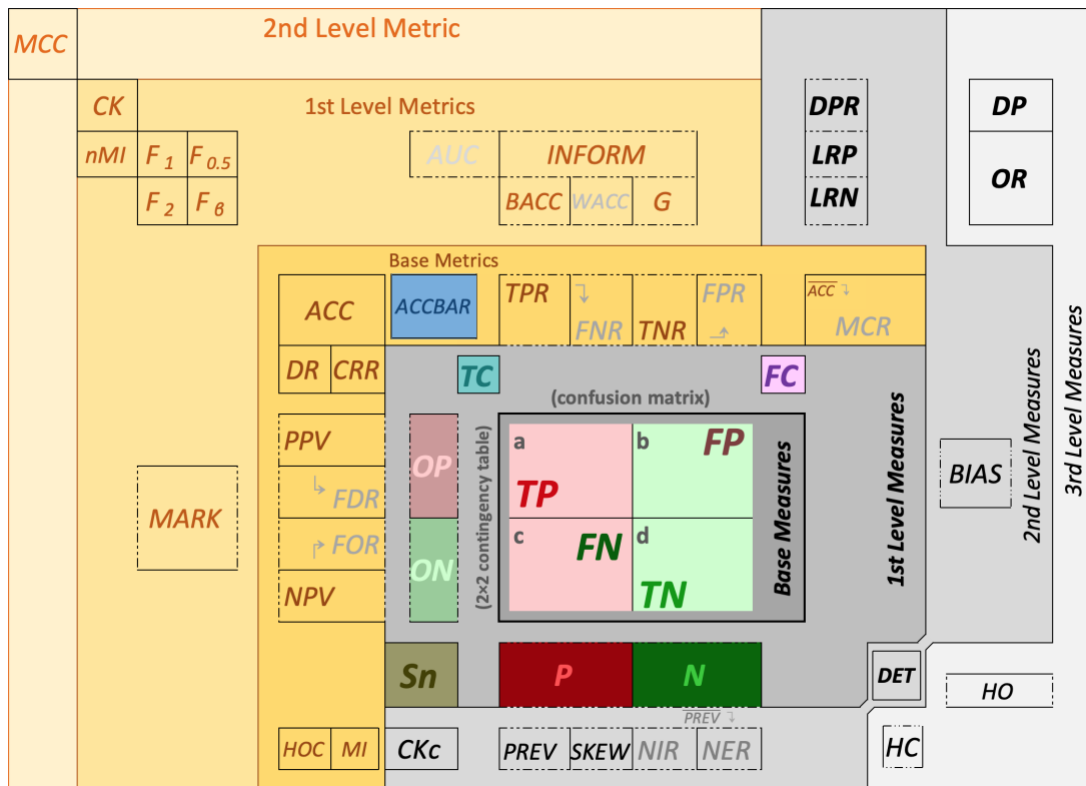 MCC
2nd Level Metric
CK
1st Level Metrics
DPR
DP
nMI
F 1
F 0.5
AUC
INFORM
LRP
OR
F 2
F β
BACC
WACC
G
LRN
Base Metrics
ACC
ACCBAR
TPR
FNR
TNR
FPR
ACC
MCR
DR
CRR
TC
FC
(confusion matrix)
(2×2 contingency table)
Base Measures
1st Level Measures
2nd Level Measures
3rd Level Measures
PPV
OP
a
TP
b
FP
BIAS
FDR
MARK
FOR
ON
c
FN
d
TN
NPV
Sn
P
N
DET
HO
PREV
HOC
MI
CKc
PREV
SKEW
NIR
NER
HC